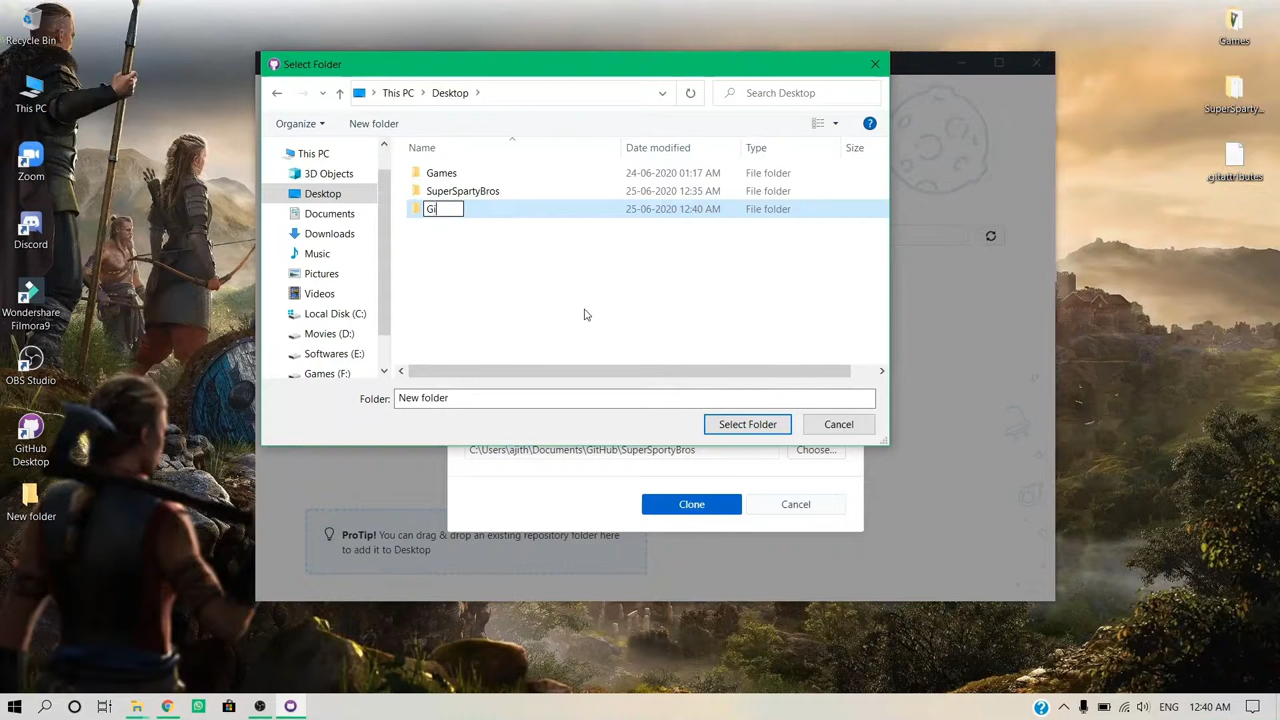 Recycle Bin
This PC
Zoom
Discord
Wondershare
Filmora9
OBS Studio
GitHub
Desktop
New folder
Select Folder
This PC
Desktop
Search Desktop
Organize
New folder
Name
Date modified
Type
Size
This PC
3D Objects
Desktop
Documents
Downloads
Music
Pictures
Videos
Local Disk (C:)
Movies (D:)
Softwares (E:)
Games (F:)
Games
24-06-2020 01:17 AM
File folder
SuperSpartyBros
25-06-2020 12:35 AM
File folder
Gi
25-06-2020 12:40 AM
File folder
Folder:
New folder
Select Folder
Cancel
C:\Users\ajith\Documents\GitHub\SuperSportyBros
Choose...
Clone
Cancel
ProTip! You can drag & drop an existing repository folder here
to add it to Desktop
Games
SuperSparty...
.gitattributes
ENG
12:40 AM